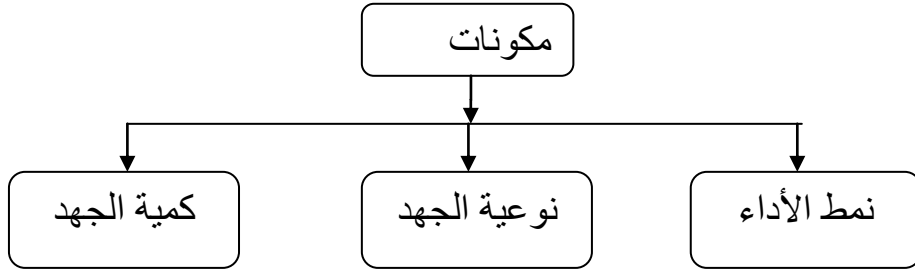 مكونات
نمط الأداء
نوعية الجهد
كمية الجهد